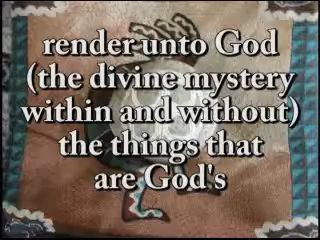 render unto God
(the divine mystery
within and without)
the things that
are God's